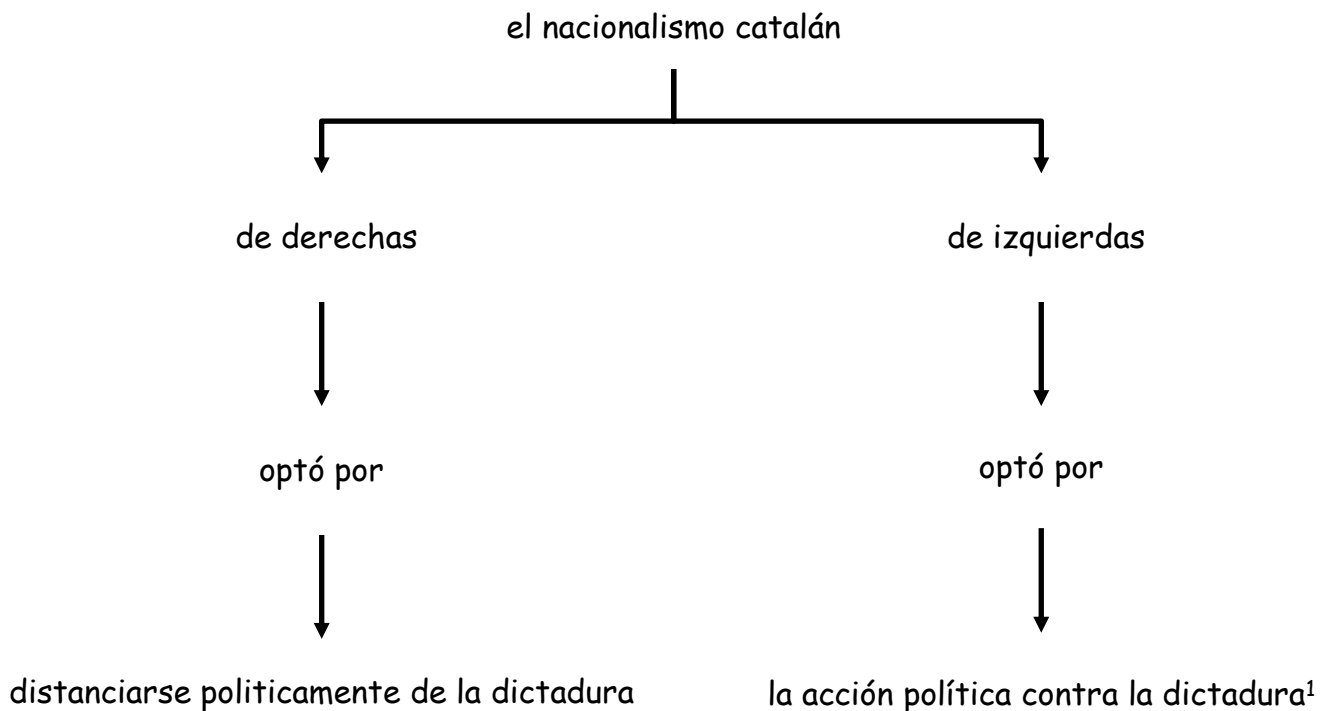 el nacionalismo catalán
de derechas
de izquierdas
optó por
optó por
distanciarse politicamente de la dictadura
la acción política contra la dictadura¹